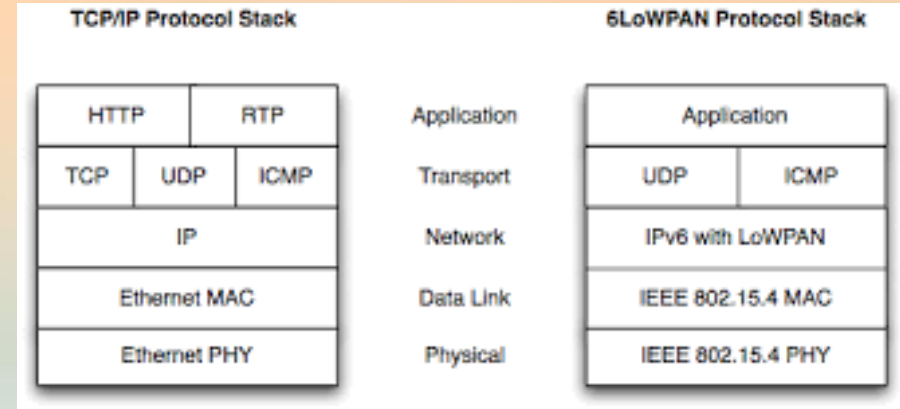 TCP/IP Protocol Stack 6LoWPAN Protocol Stack
HTTP RTP Application Application
TCP UDP ICMP Transport UDP ICMP
IP Network IPv6 with LoWPAN
Ethernet MAC Data Link IEEE 802.15.4 MAC
Ethernet PHY Physical IEEE 802.15.4 PHY